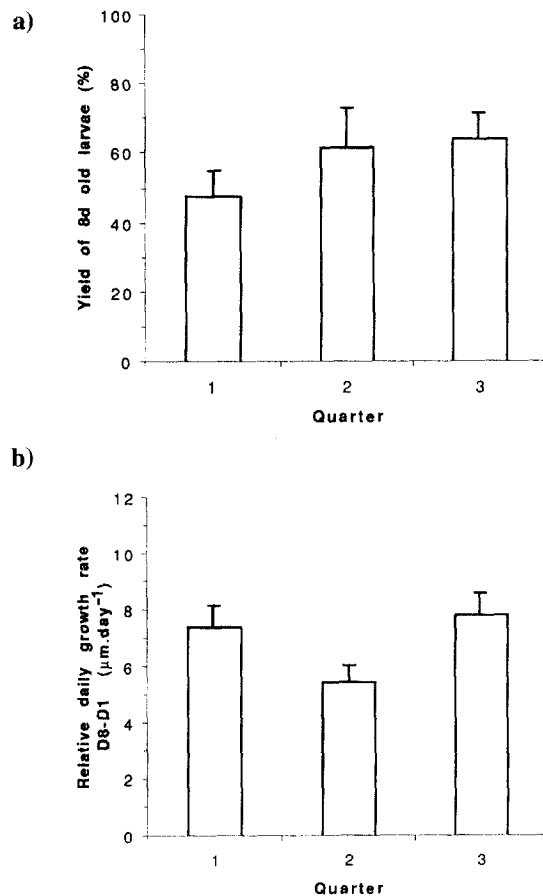 a)
Yield of 8d old larvae (%)
100
80
60
40
20
0
1 2 3
Quarter
b)
Relative daily growth rate
D8-D1 (μm.day⁻¹)
12
10
8
6
4
2
0
1 2 3
Quarter